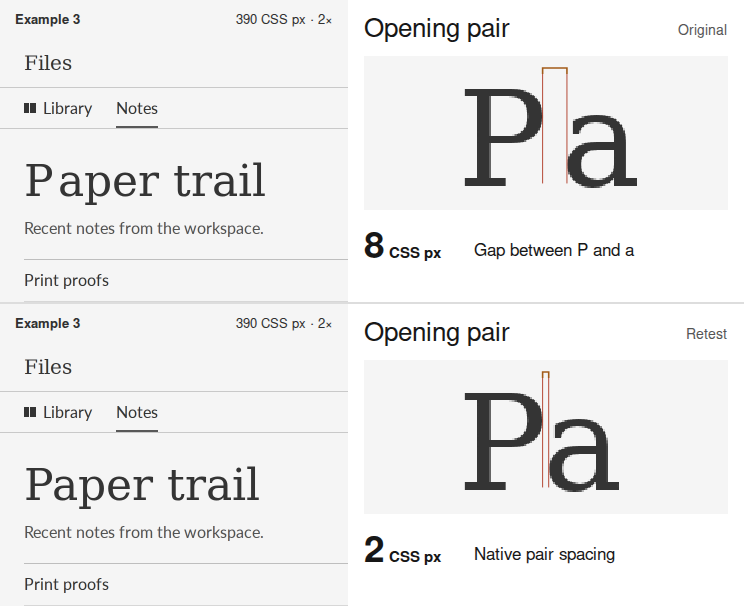 Example 3
390 CSS px · 2×
Files
Library
Notes
P aper trail
Recent notes from the workspace.
Print proofs
Opening pair
Original
Pa
8 CSS px
Gap between P and a
Example 3
390 CSS px · 2×
Files
Library
Notes
Paper trail
Recent notes from the workspace.
Print proofs
Opening pair
Retest
Pa
2 CSS px
Native pair spacing